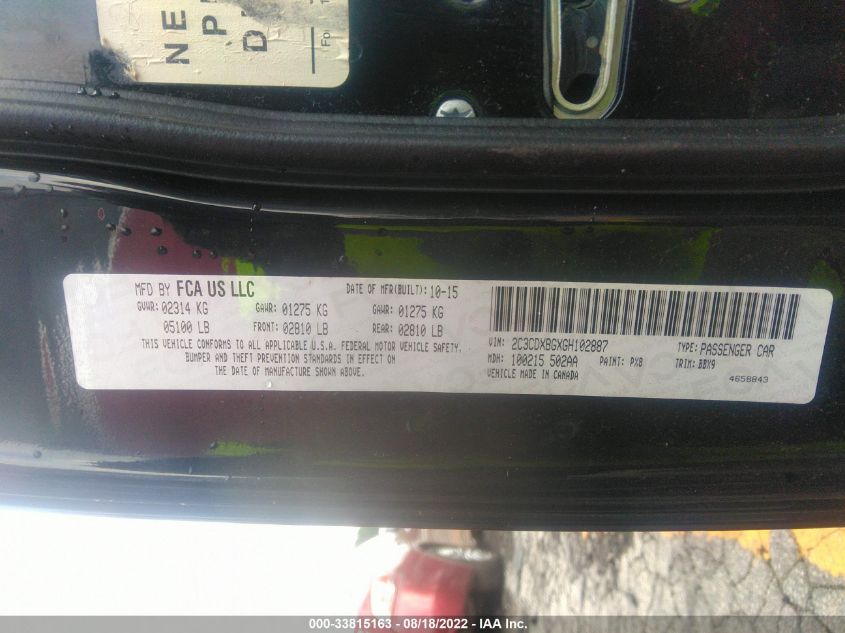 NE
P
D
Fo
MFD BY FCA US LLC DATE OF MFR(BUILT): 10-15
GVWR: 02314 KG GAWR: 01275 KG GAWR: 01275 KG
05100 LB FRONT: 02810 LB REAR: 02810 LB
THIS VEHICLE CONFORMS TO ALL APPLICABLE U.S.A. FEDERAL MOTOR VEHICLE SAFETY,
BUMPER AND THEFT PREVENTION STANDARDS IN EFFECT ON
THE DATE OF MANUFACTURE SHOWN ABOVE.
VIN: 2C3CDXBGXGH102887 TYPE: PASSENGER CAR
MDH: 100215 502AA PAINT: PX8 TRIM: BBX9
VEHICLE MADE IN CANADA 4658843
000-33815163 - 08/18/2022 - © IAA Inc.